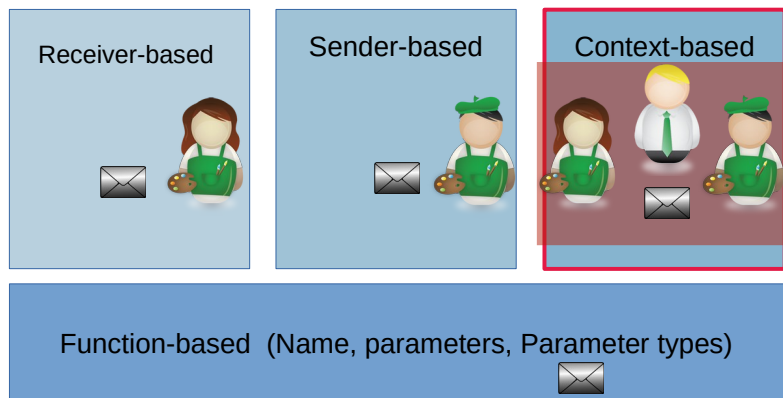 Receiver-based
Sender-based
Context-based
Function-based (Name, parameters, Parameter types)